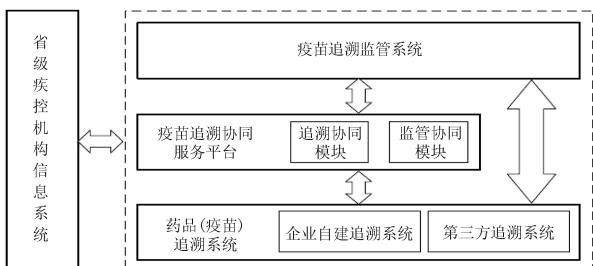 省级疾控机构信息系统
疫苗追溯监管系统
疫苗追溯协同
服务平台
追溯协同
模块
监管协同
模块
药品(疫苗)
追溯系统
企业自建追溯系统
第三方追溯系统